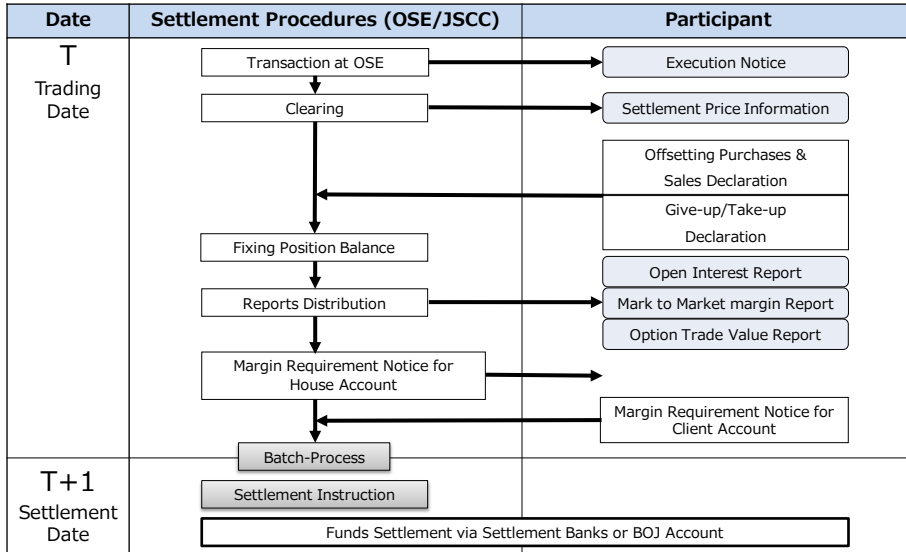 Date
Settlement Procedures (OSE/JSCC)
Participant
T
Trading
Date
Transaction at OSE
Execution Notice
Clearing
Settlement Price Information
Offsetting Purchases &
Sales Declaration
Give-up/Take-up
Declaration
Fixing Position Balance
Open Interest Report
Reports Distribution
Mark to Market margin Report
Option Trade Value Report
Margin Requirement Notice for
House Account
Margin Requirement Notice for
Client Account
Batch-Process
T+1
Settlement
Date
Settlement Instruction
Funds Settlement via Settlement Banks or BOJ Account